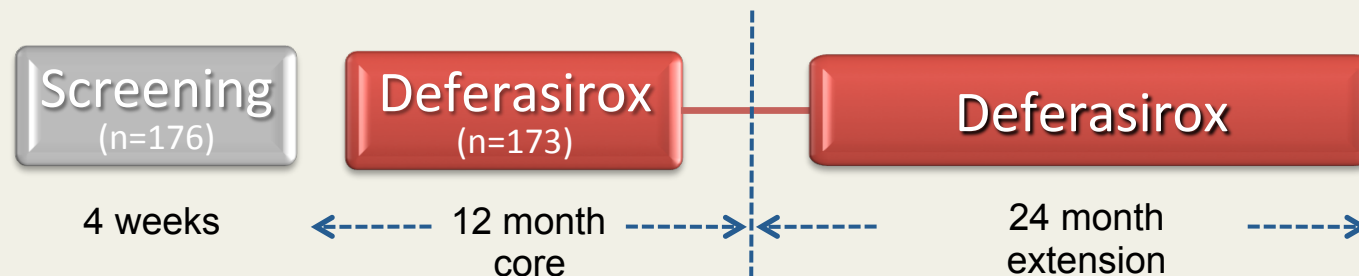 Screening
(n=176)
Deferasirox
(n=173)
Deferasirox
4 weeks
12 month
core
24 month
extension